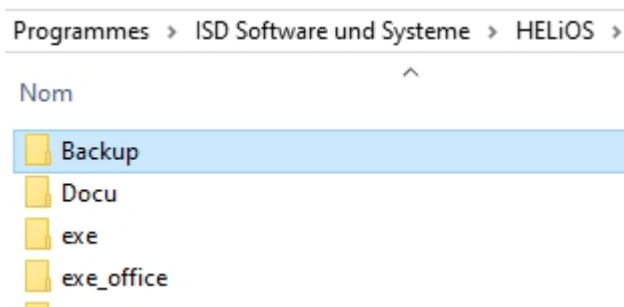 Programmes > ISD Software und Systeme > HELiOS >
Nom
Backup
Docu
exe
exe_office